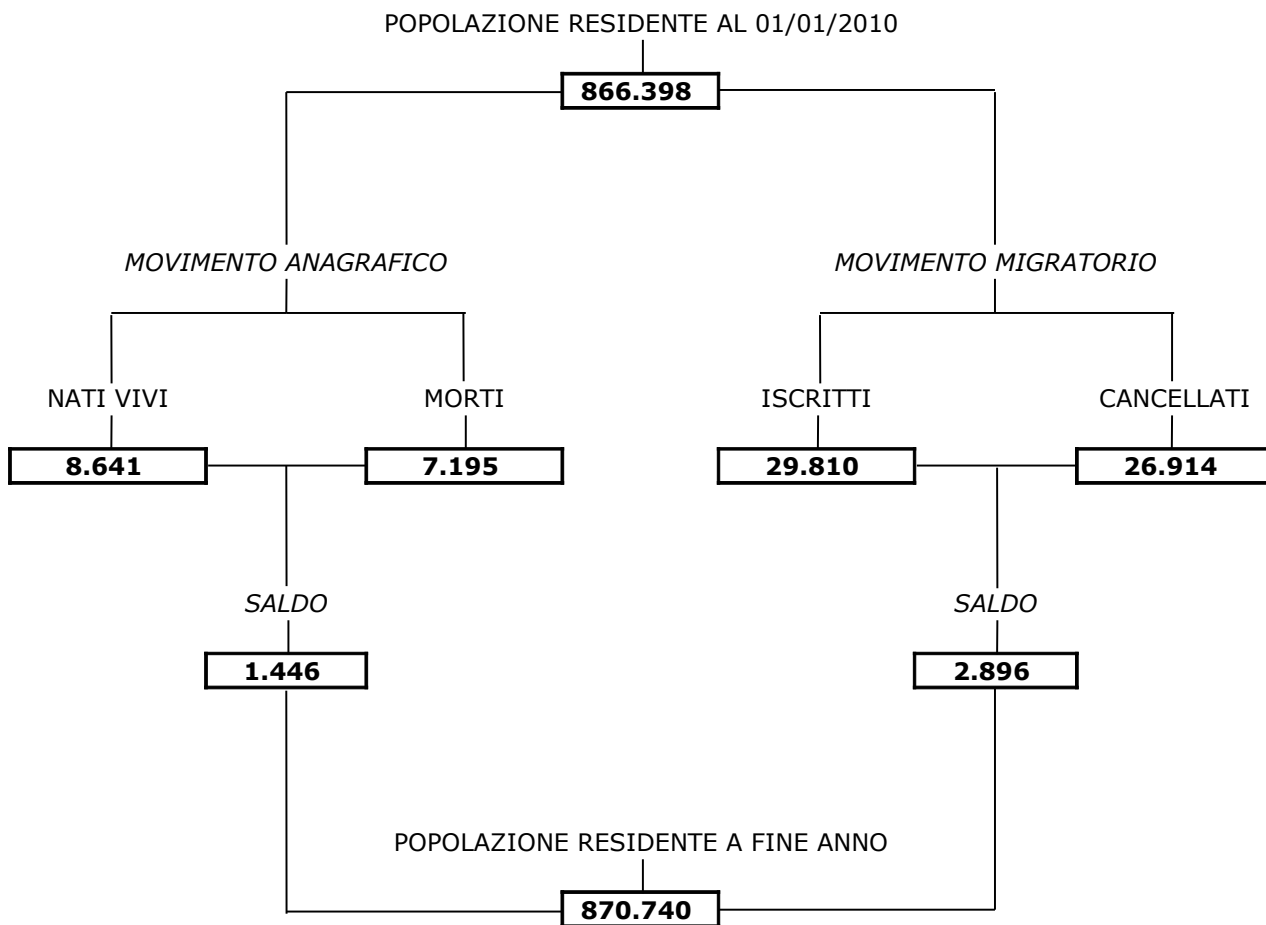 POPOLAZIONE RESIDENTE AL 01/01/2010
866.398
MOVIMENTO ANAGRAFICO
MOVIMENTO MIGRATORIO
NATI VIVI
MORTI
ISCRITTI
CANCELLATI
8.641
7.195
29.810
26.914
SALDO
SALDO
1.446
2.896
POPOLAZIONE RESIDENTE A FINE ANNO
870.740